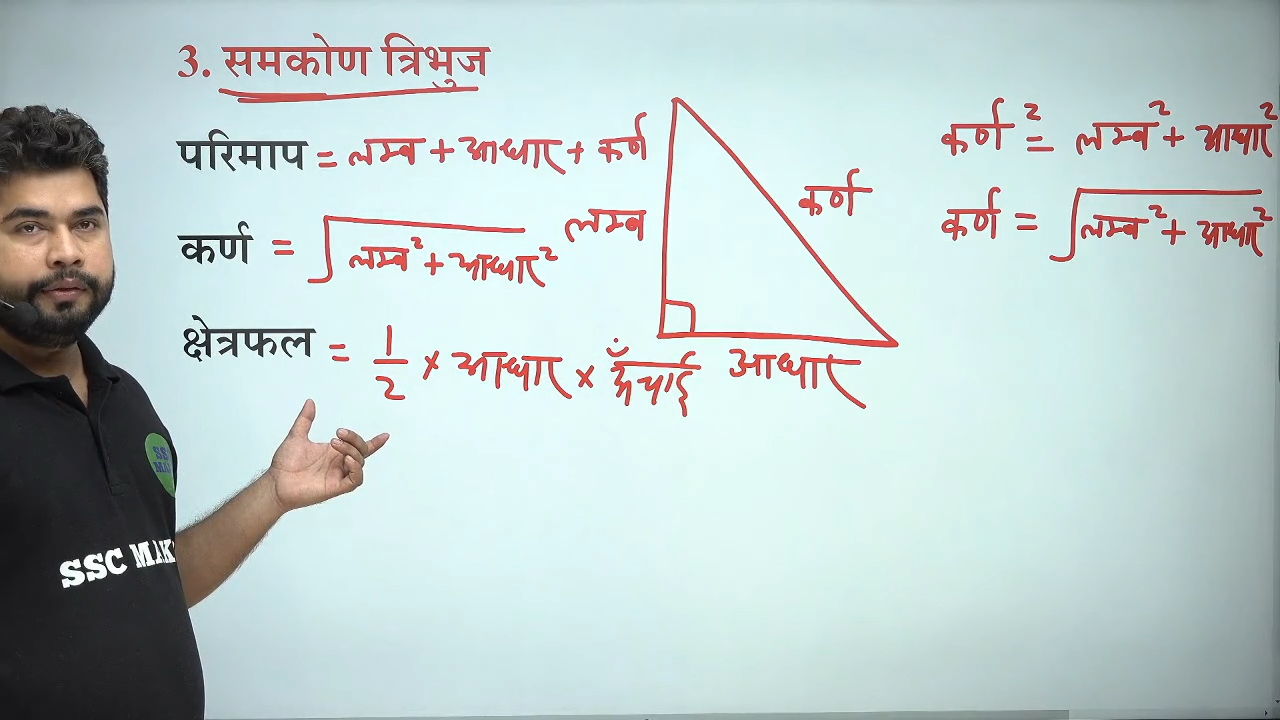 3. समकोण त्रिभुज
परिमाप = लम्ब + आधार + कर्ण
कर्ण = √लम्ब² + आधार²
क्षेत्रफल = 1/2 × आधार × ऊँचाई
लम्ब
कर्ण
आधार
कर्ण² = लम्ब² + आधार²
कर्ण = √लम्ब² + आधार²
SSC MAK